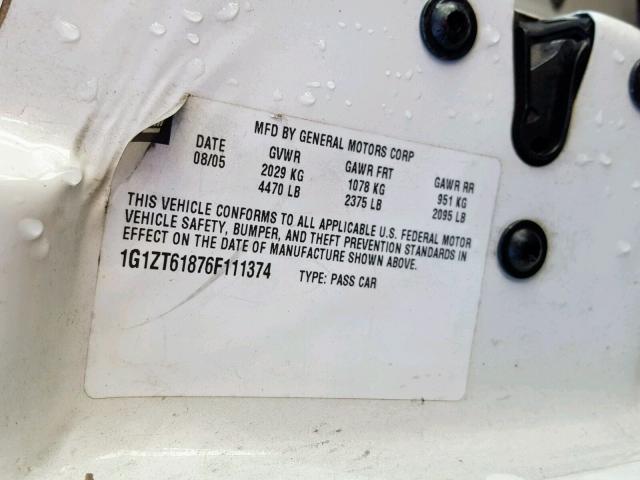 MFD BY GENERAL MOTORS CORP
DATE GVWR GAWR FRT GAWR RR
08/05 2029 KG 1078 KG 951 KG
4470 LB 2375 LB 2095 LB
THIS VEHICLE CONFORMS TO ALL APPLICABLE U.S. FEDERAL MOTOR
VEHICLE SAFETY, BUMPER, AND THEFT PREVENTION STANDARDS IN
EFFECT ON THE DATE OF MANUFACTURE SHOWN ABOVE.
1G1ZT61876F111374 TYPE: PASS CAR